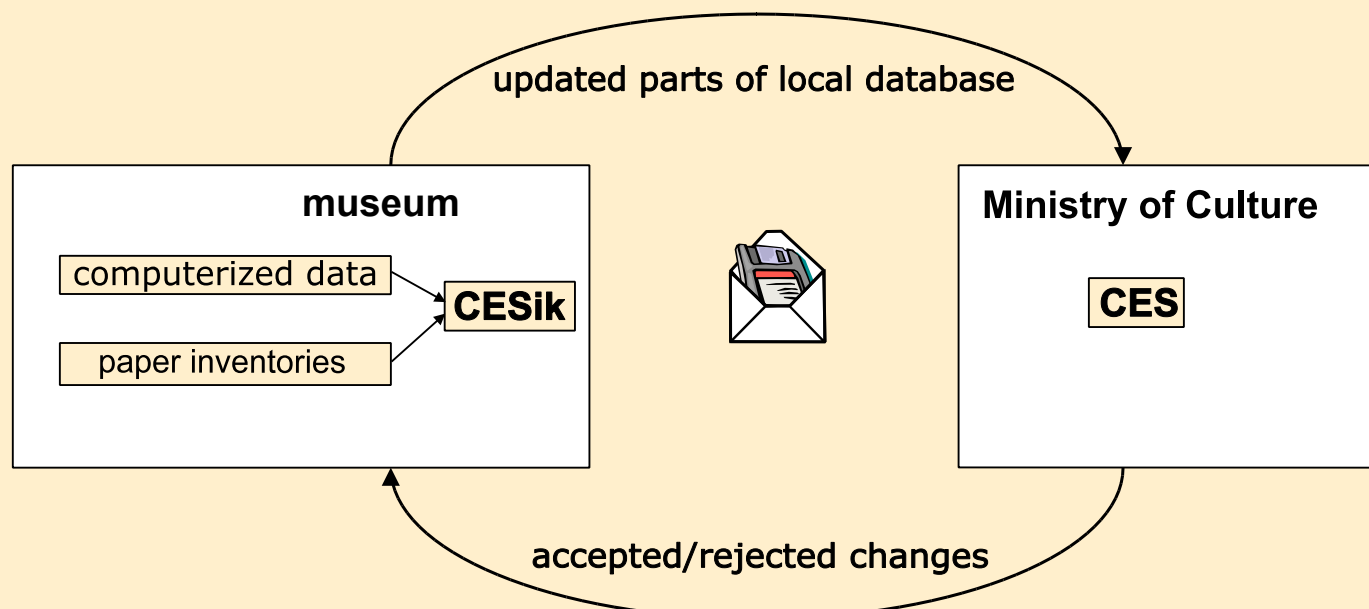 updated parts of local database
museum
Ministry of Culture
computerized data
CESik
CES
paper inventories
accepted/rejected changes